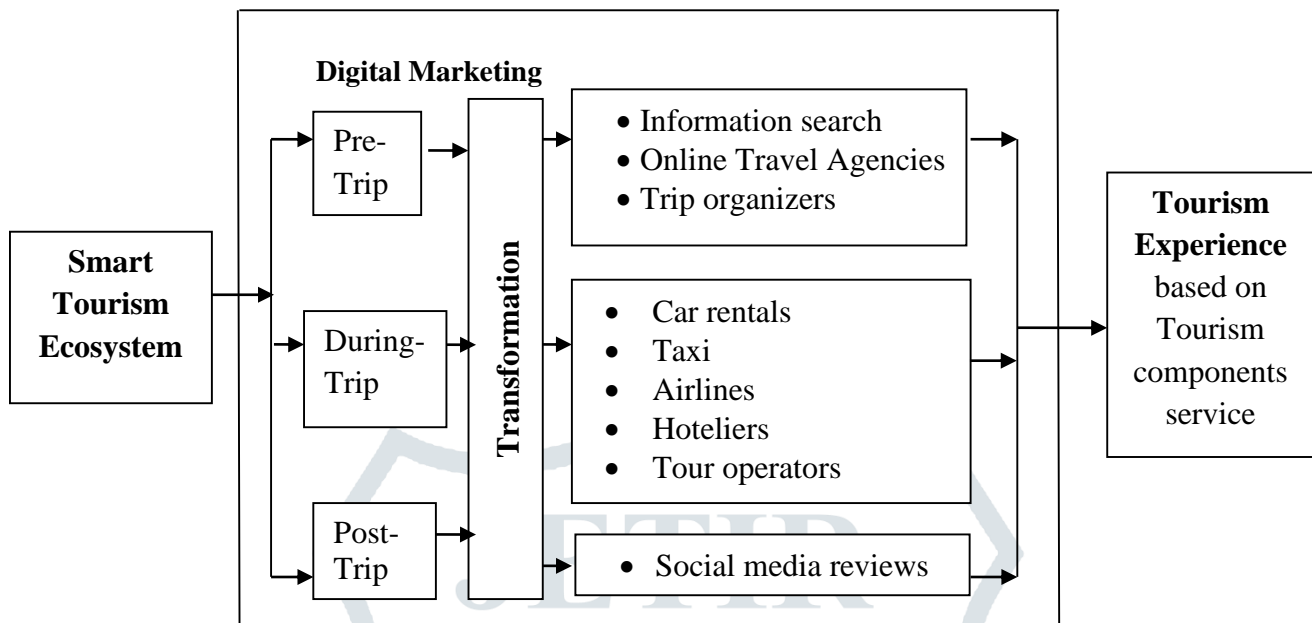 Digital Marketing
Smart
Tourism
Ecosystem
Pre-
Trip
During-
Trip
Post-
Trip
Transformation
• Information search
• Online Travel Agencies
• Trip organizers
• Car rentals
• Taxi
• Airlines
• Hoteliers
• Tour operators
• Social media reviews
Tourism
Experience
based on
Tourism
components
service
JETIR